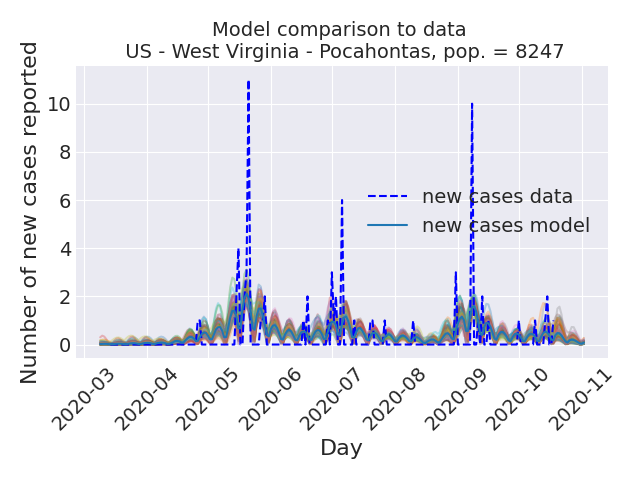 Model comparison to data
US - West Virginia - Pocahontas, pop. = 8247
Number of new cases reported
10
8
6
4
2
0
new cases data
new cases model
2020-03
2020-04
2020-05
2020-06
2020-07
2020-08
2020-09
2020-10
2020-11
Day